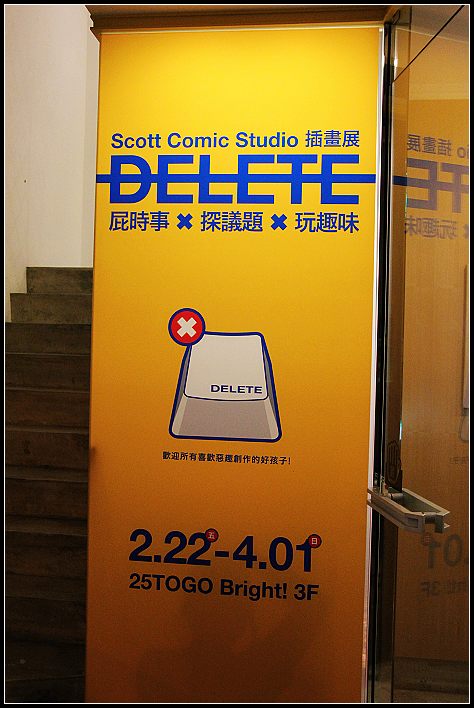 Scott Comic Studio 插畫展
DELETE
屁時事 ✖ 探議題 ✖ 玩趣味
DELETE
歡迎所有喜歡惡趣創作的好孩子!
2.22五-4.01日
25TOGO Bright! 3F